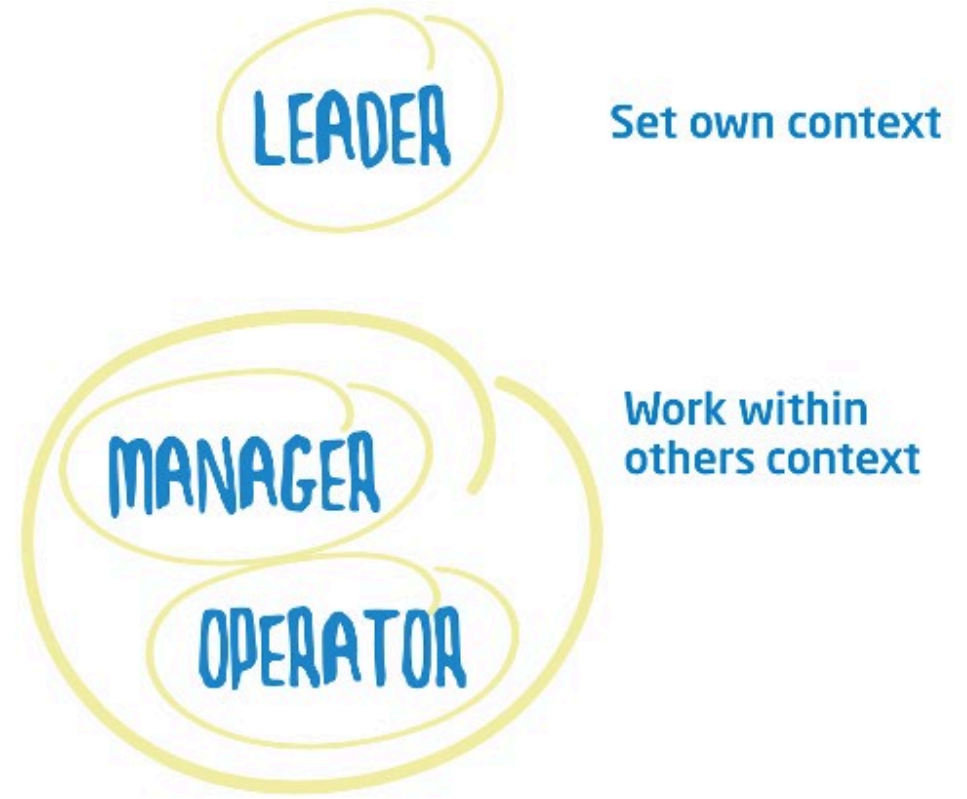 LEADER
Set own context
MANAGER
Work within
others context
OPERATOR